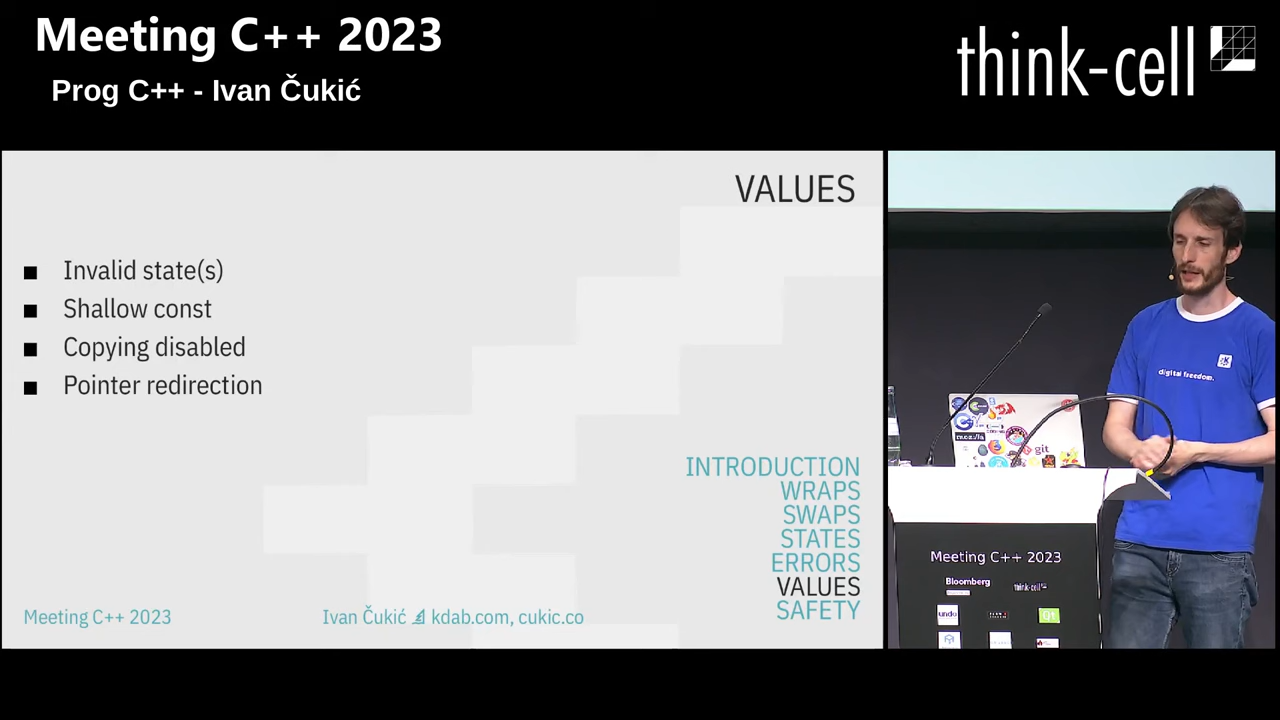 Meeting C++ 2023
Prog C++ - Ivan Čukić
think-cell
VALUES
Invalid state(s)
Shallow const
Copying disabled
Pointer redirection
INTRODUCTION
WRAPS
SWAPS
STATES
ERRORS
VALUES
SAFETY
Meeting C++ 2023
Ivan Čukić kdab.com, cukic.co
digital freedom.
mozilla
git
Meeting C++ 2023
Bloomberg
think-cell
undo
Qt